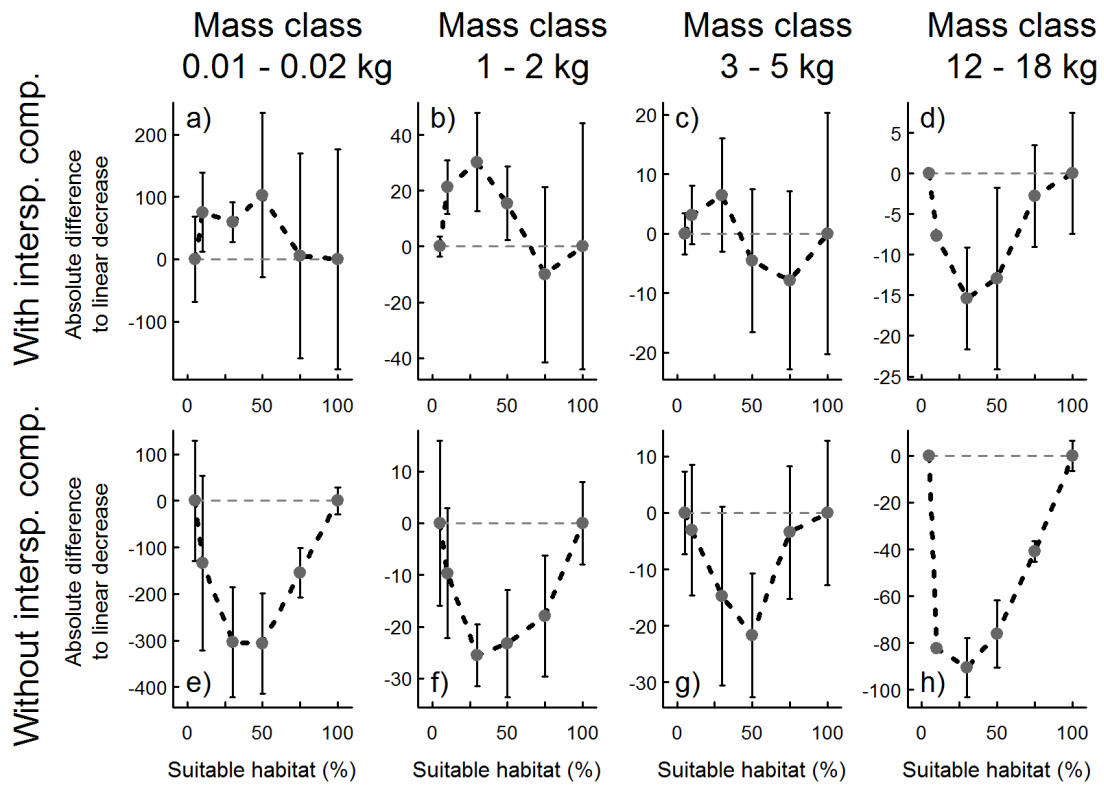 Mass class
0.01 - 0.02 kg
Mass class
1 - 2 kg
Mass class
3 - 5 kg
Mass class
12 - 18 kg
With intersp. comp.
Absolute difference
to linear decrease
a)
200
100
0
-100
0 50 100
b)
40
20
0
-20
-40
0 50 100
c)
20
10
0
-10
-20
0 50 100
d)
5
0
-5
-10
-15
-20
-25
0 50 100
Without intersp. comp.
Absolute difference
to linear decrease
100
0
-100
-200
-300
-400
e)
0 50 100
Suitable habitat (%)
10
0
-10
-20
-30
f)
0 50 100
Suitable habitat (%)
10
0
-10
-20
-30
g)
0 50 100
Suitable habitat (%)
0
-20
-40
-60
-80
-100
h)
0 50 100
Suitable habitat (%)